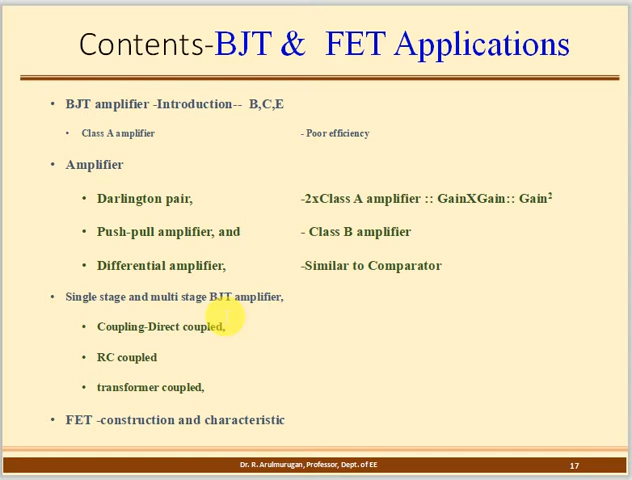 Contents-BJT & FET Applications
• BJT amplifier -Introduction-- B,C,E
• Class A amplifier - Poor efficiency
• Amplifier
• Darlington pair, -2xClass A amplifier :: GainXGain:: Gain²
• Push-pull amplifier, and - Class B amplifier
• Differential amplifier, -Similar to Comparator
• Single stage and multi stage BJT amplifier,
• Coupling-Direct coupled,
• RC coupled
• transformer coupled,
• FET -construction and characteristic
Dr. R. Arulmurugan, Professor, Dept. of EE 17